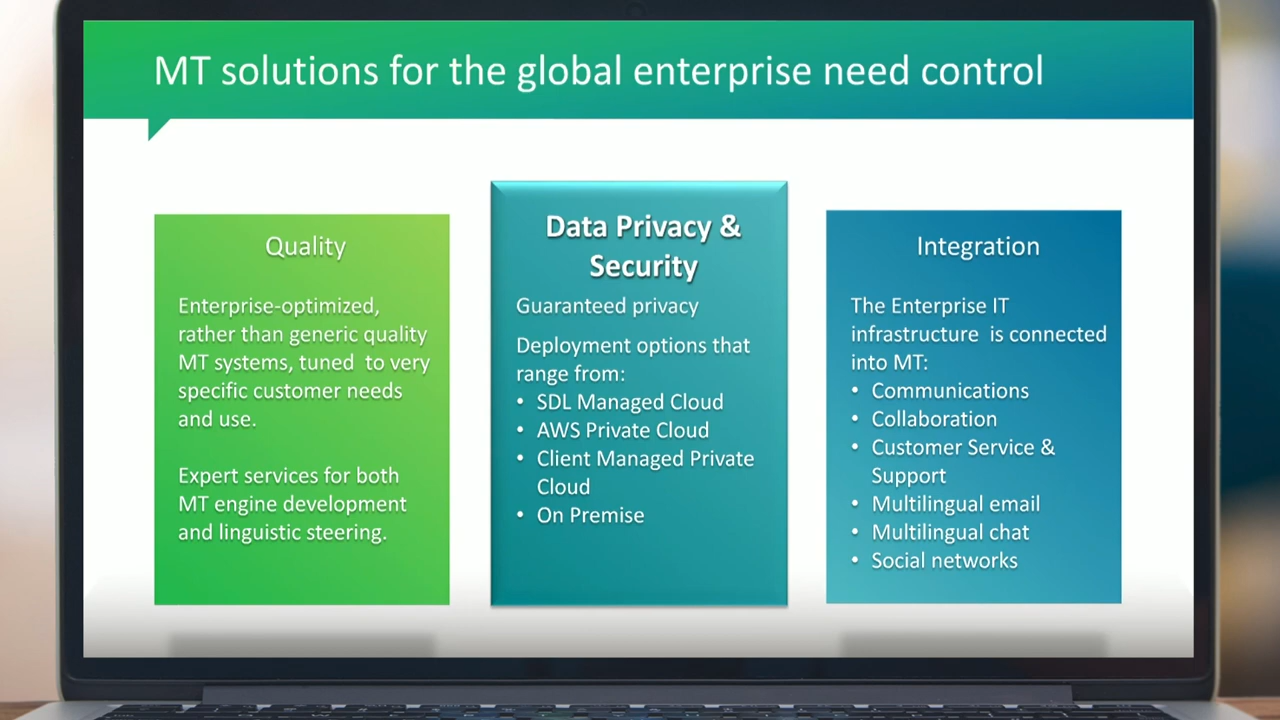 MT solutions for the global enterprise need control
Quality
Enterprise-optimized,
rather than generic quality
MT systems, tuned to very
specific customer needs
and use.
Expert services for both
MT engine development
and linguistic steering.
Data Privacy &
Security
Guaranteed privacy
Deployment options that
range from:
• SDL Managed Cloud
• AWS Private Cloud
• Client Managed Private
Cloud
• On Premise
Integration
The Enterprise IT
infrastructure is connected
into MT:
• Communications
• Collaboration
• Customer Service &
Support
• Multilingual email
• Multilingual chat
• Social networks